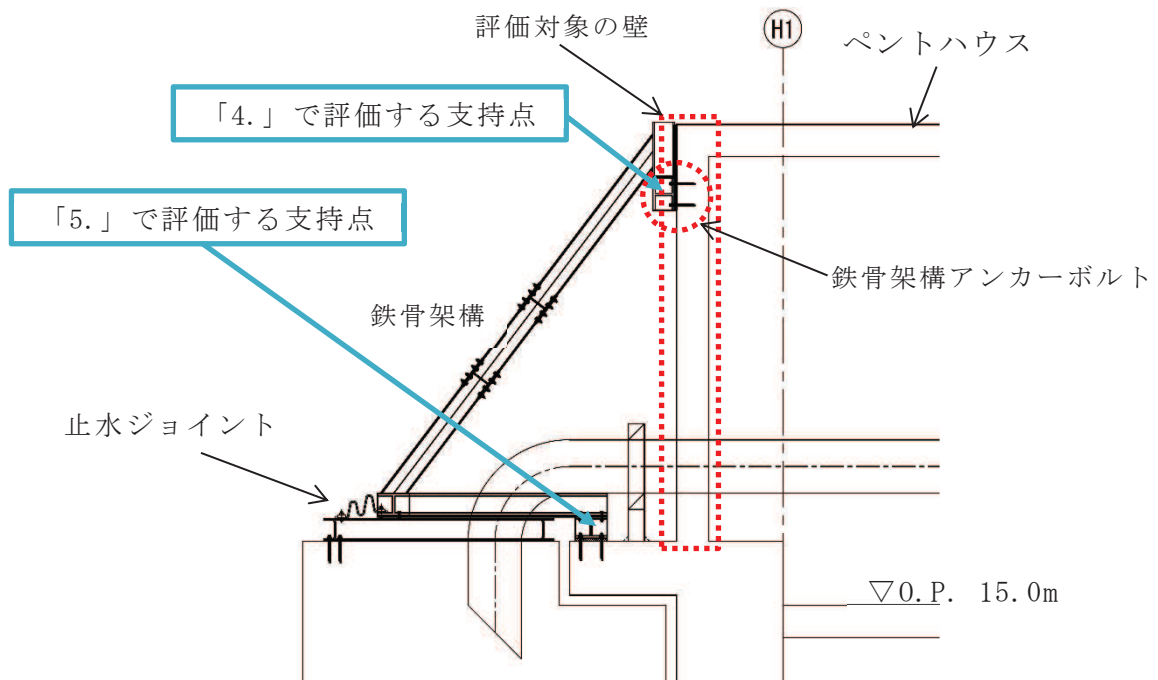 評価対象の壁
H1
ペントハウス
「4.」で評価する支持点
「5.」で評価する支持点
鉄骨架構アンカーボルト
鉄骨架構
止水ジョイント
▽O.P. 15.0m